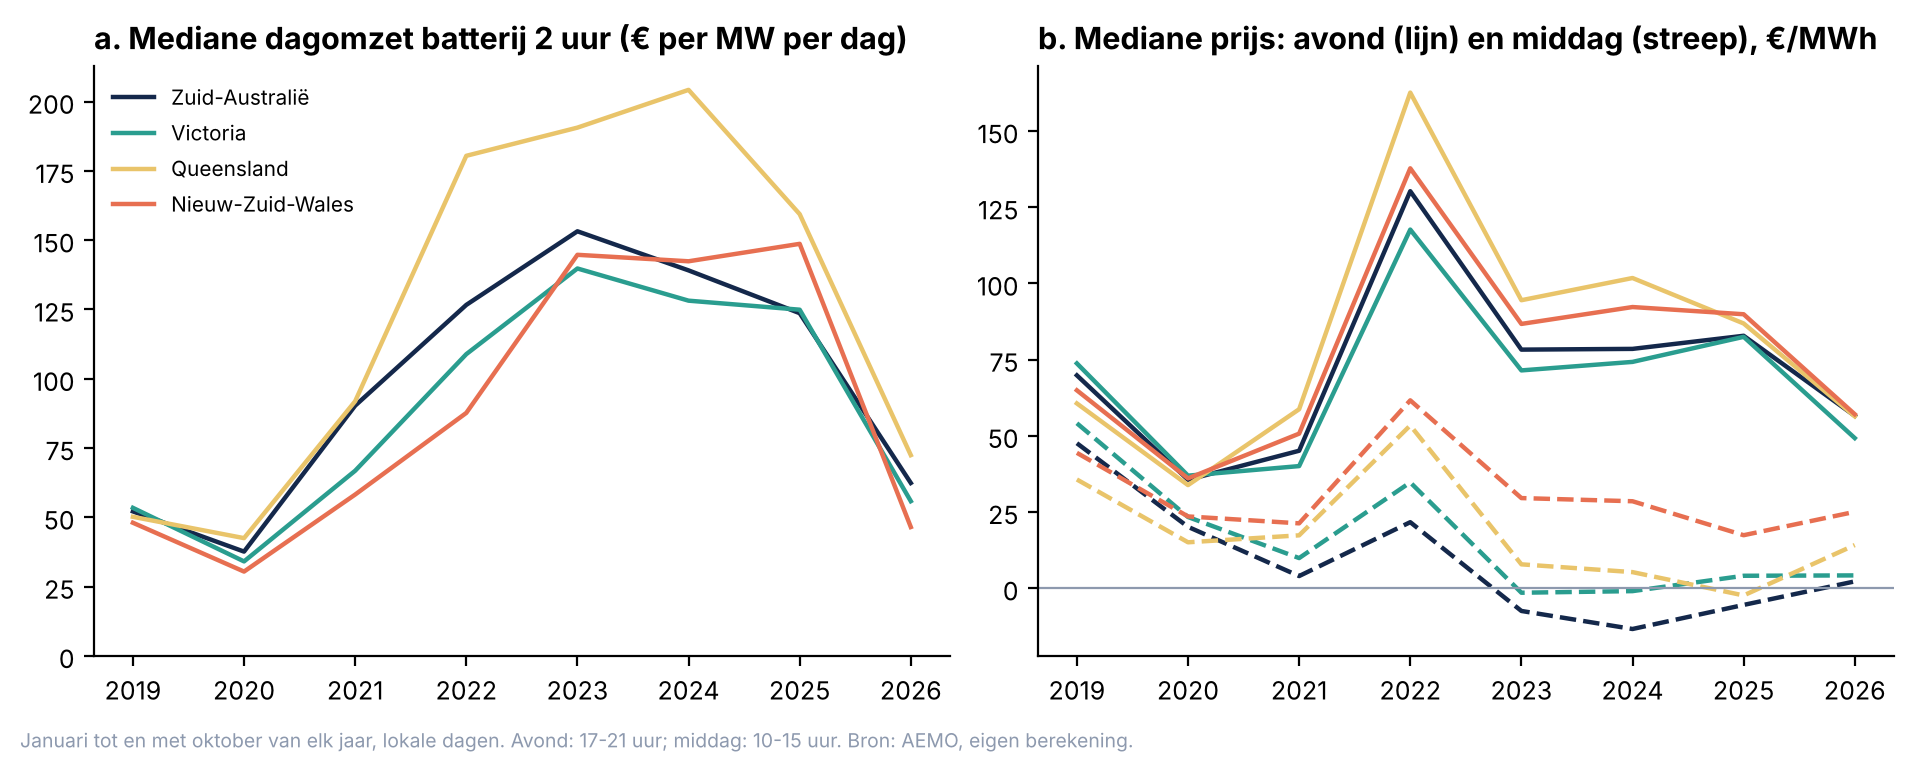 a. Mediane dagomzet batterij 2 uur (€ per MW per dag)
200
175
150
125
100
75
50
25
0
Zuid-Australië
Victoria
Queensland
Nieuw-Zuid-Wales
2019 2020 2021 2022 2023 2024 2025 2026
b. Mediane prijs: avond (lijn) en middag (streep), €/MWh
150
125
100
75
50
25
0
2019 2020 2021 2022 2023 2024 2025 2026
Januari tot en met oktober van elk jaar, lokale dagen. Avond: 17-21 uur; middag: 10-15 uur. Bron: AEMO, eigen berekening.